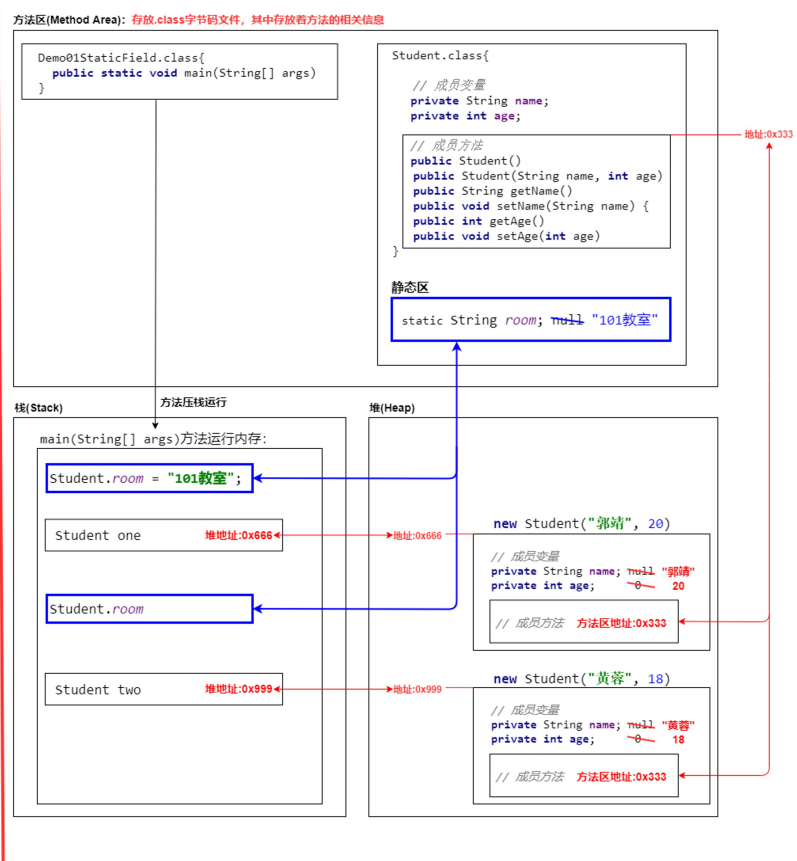 方法区(Method Area)：存放.class字节码文件，其中存放着方法的相关信息
Demo01StaticField.class{
public static void main(String[] args)
}
Student.class{
// 成员变量
private String name;
private int age;
地址:0x333
// 成员方法
public Student()
public Student(String name, int age)
public String getName()
public void setName(String name) {
public int getAge()
public void setAge(int age)
}
静态区
static String room; null "101教室"
方法压栈运行
栈(Stack)
堆(Heap)
main(String[] args)方法运行内存:
Student.room = "101教室";
Student one 堆地址:0x666
地址:0x666
new Student("郭靖", 20)
// 成员变量
private String name; null "郭靖"
private int age; 0 20
// 成员方法 方法区地址:0x333
Student.room
Student two 堆地址:0x999
地址:0x999
new Student("黄蓉", 18)
// 成员变量
private String name; null "黄蓉"
private int age; 0 18
// 成员方法 方法区地址:0x333